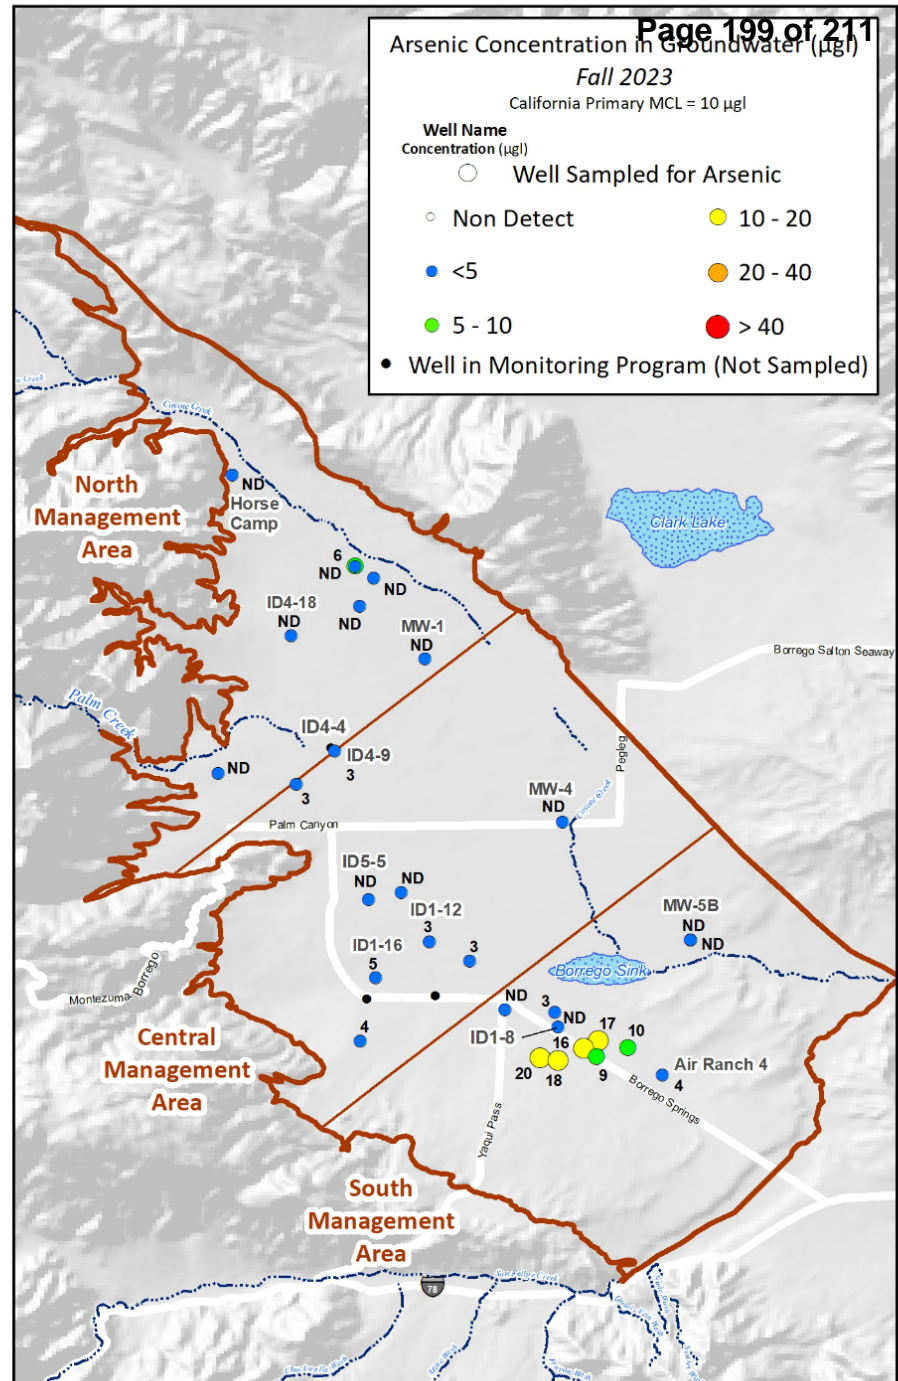 Page 199 of 211
Arsenic Concentration in Groundwater (µgl)
Fall 2023
California Primary MCL = 10 µgl
Well Name
Concentration (µgl)
Well Sampled for Arsenic
Non Detect
10 - 20
<5
20 - 40
5 - 10
> 40
Well in Monitoring Program (Not Sampled)
Creek
Coyote Creek
ND
Horse
Camp
North
Management
Area
Clark Lake
6
ND
ND
ID4-18
ND
ND
MW-1
ND
Borrego Salton Seaway
Palm Creek
ID4-4
ID4-9
3
ND
3
Pegleg
MW-4
ND
Coyote Creek
Palm Canyon
ID5-5
ND
ND
ID1-12
3
ID1-16
5
3
MW-5B
ND
ND
Borrego Sink
Montezuma-Borrego
ND
3
ND
ID1-8
4
Central
Management
Area
16
17
10
20
18
9
Air Ranch 4
4
Borrego Springs
Yaqui Pass
South
Management
Area
San Felipe Creek
78